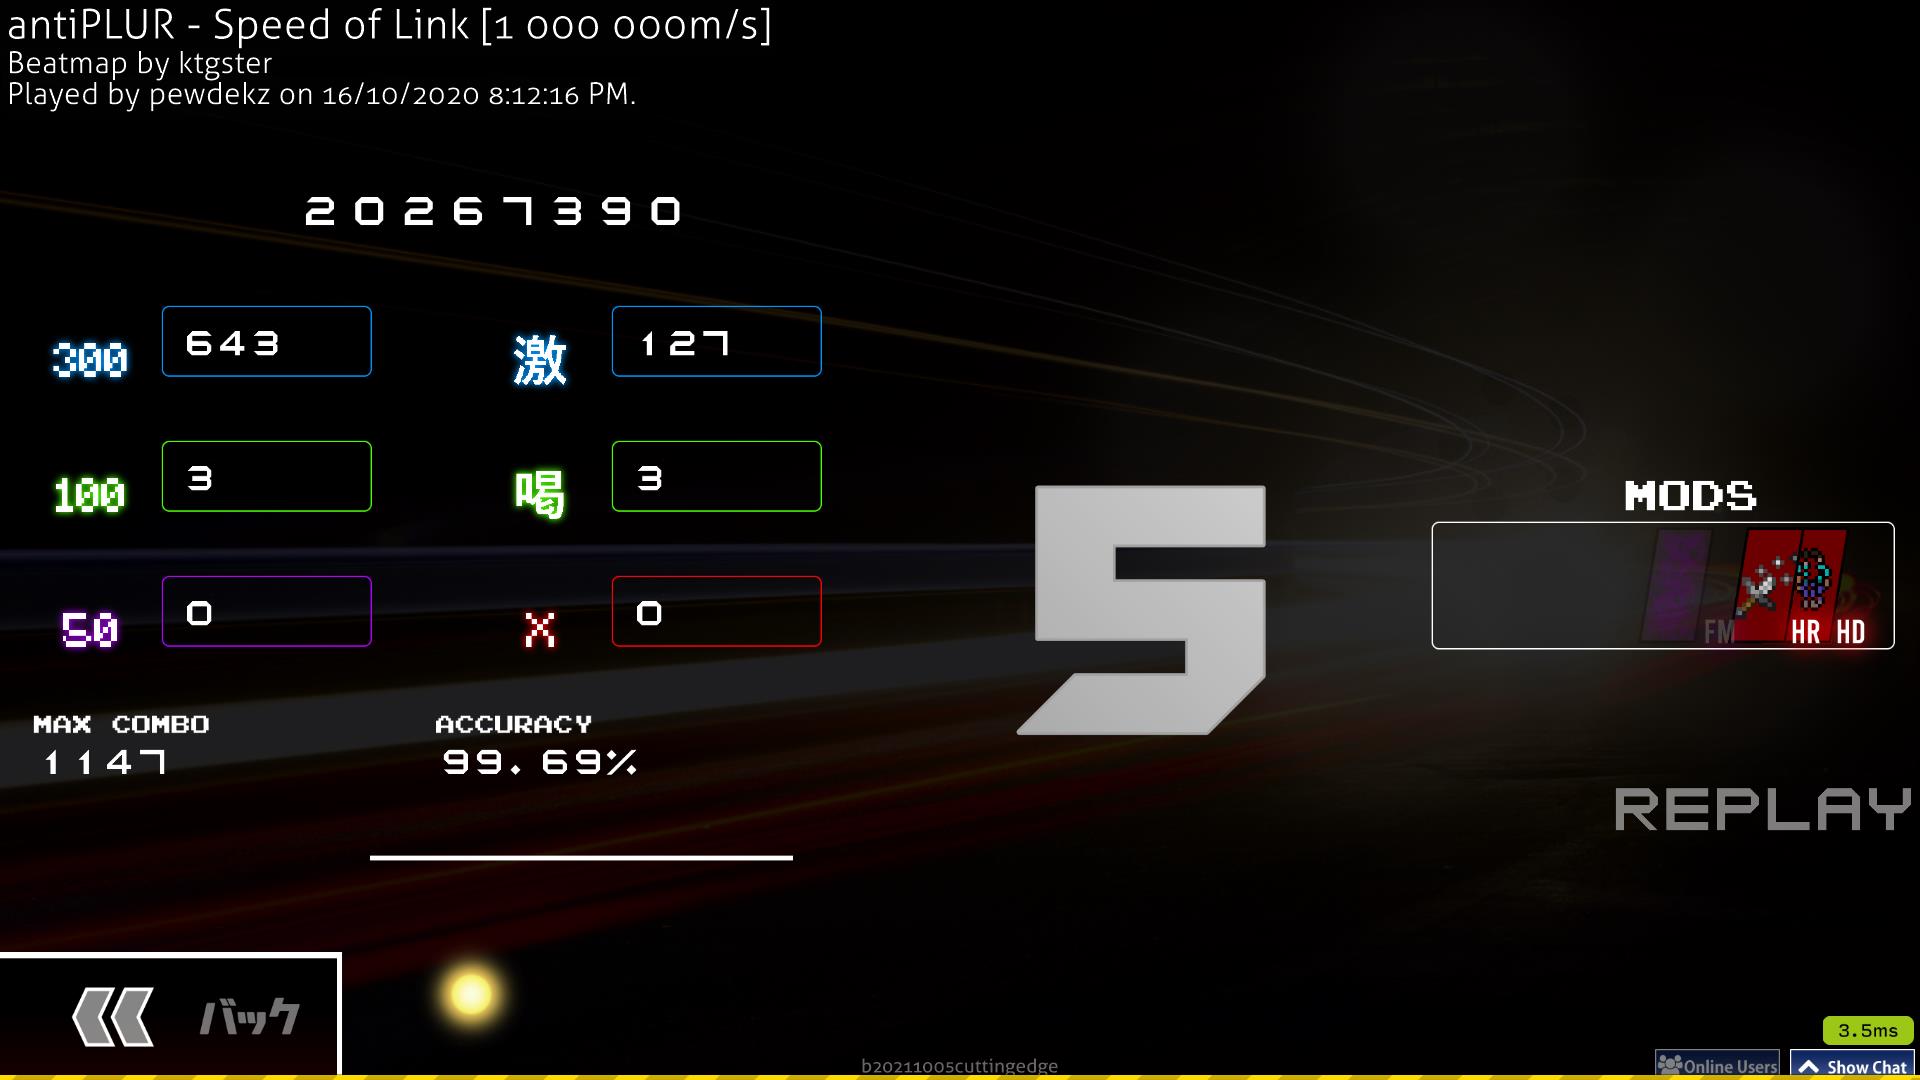 antiPLUR - Speed of Link [1 000 000m/s]
Beatmap by ktgster
Played by pewdekz on 16/10/2020 8:12:16 PM.
20267390
300 643 激 127
100 3 喝 3
50 0 X 0
MAX COMBO ACCURACY
1147 99.69%
S
MODS
FM HR HD
REPLAY
バック
3.5ms
b20211005cuttingedge
Online Users Show Chat